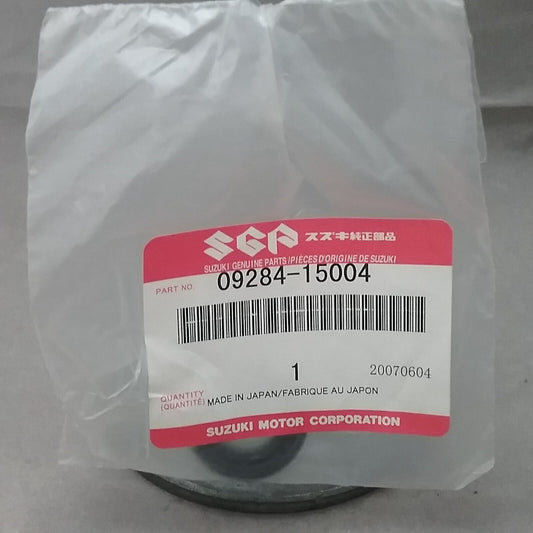 SGP スズキ純正部品
SUZUKI GENUINE PARTS/PIÈCES D'ORIGINE DE SUZUKI
PART NO. 09284-15004
1 20070604
QUANTITY
(QUANTITÉ) MADE IN JAPAN/FABRIQUE AU JAPON
SUZUKI MOTOR CORPORATION